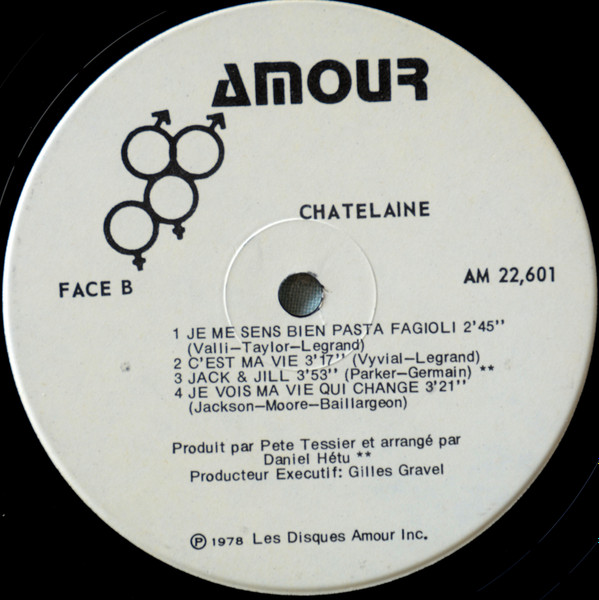 AMOUR
CHATELAINE
FACE B
AM 22,601
1 JE ME SENS BIEN PASTA FAGIOLI 2'45''
(Valli-Taylor-Legrand)
2 C'EST MA VIE 3'17'' (Vyvial-Legrand)
3 JACK & JILL 3'53'' (Parker-Germain) **
4 JE VOIS MA VIE QUI CHANGE 3'21''
(Jackson-Moore-Baillargeon)
Produit par Pete Tessier et arrangé par
Daniel Hétu **
Producteur Executif: Gilles Gravel
℗ 1978 Les Disques Amour Inc.